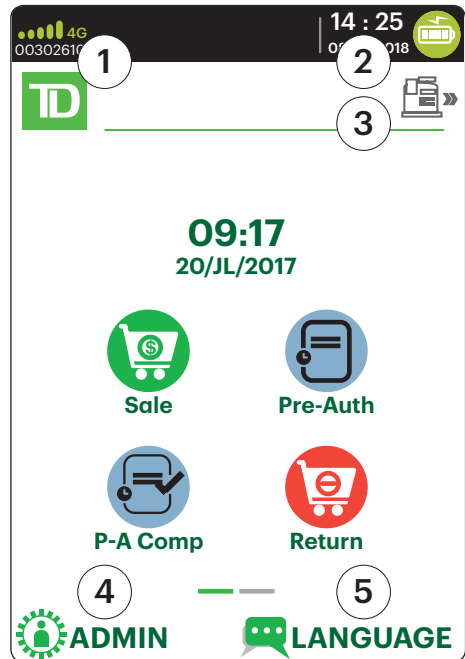 4G 14 : 25
1 2
TD
3
09:17
20/JL/2017
Sale Pre-Auth
P-A Comp Return
4 5
ADMIN LANGUAGE